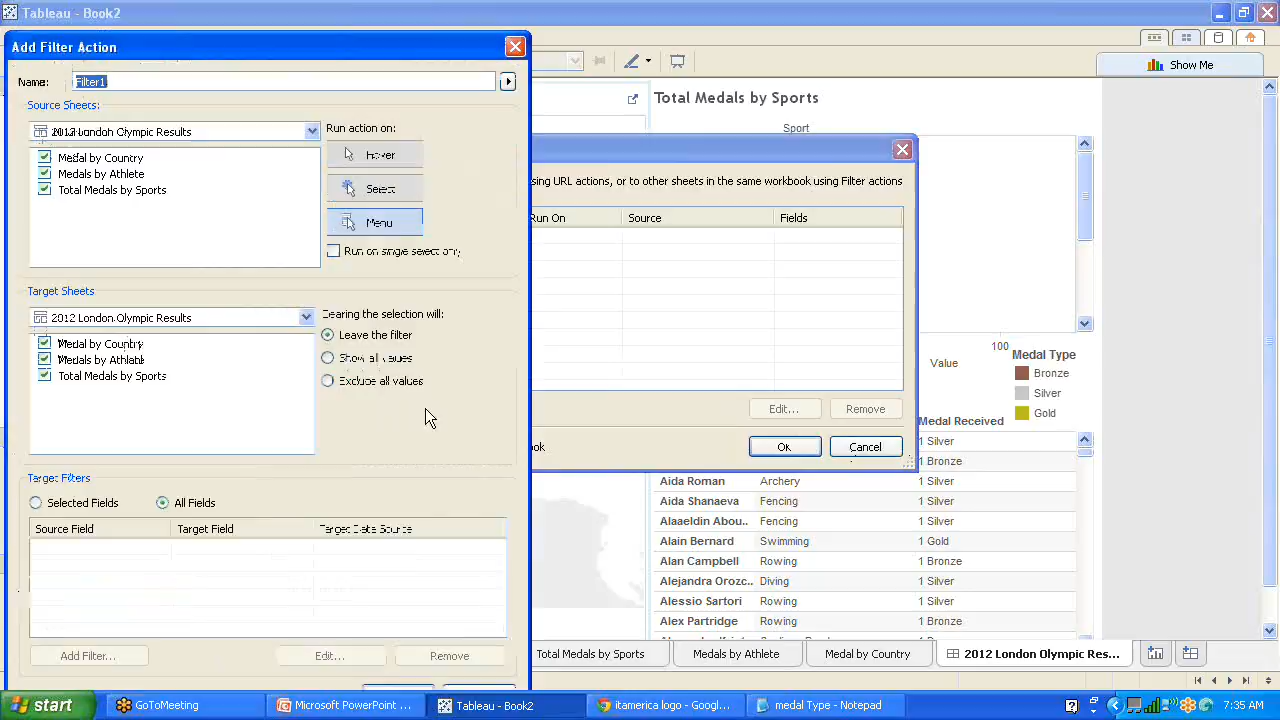 Tableau - Book2
Add Filter Action
Name: Filter1
Source Sheets:
2012 London Olympic Results
Medal by Country
Medals by Athlete
Total Medals by Sports
Run action on:
Hover
Select
Menu
Run on single select only
Target Sheets
2012 London Olympic Results
Medal by Country
Medals by Athlete
Total Medals by Sports
Clearing the selection will:
Leave the filter
Show all values
Exclude all values
Target Filters
Selected Fields
All Fields
Source Field Target Field Target Data Source
Add Filter... Edit... Remove
Show Me
Total Medals by Sports
Sport
sing URL actions, or to other sheets in the same workbook using Filter actions
Run On Source Fields
Edit... Remove
ook
Ok Cancel
100
Value
Medal Type
Bronze
Silver
Gold
Medal Received
1 Silver
1 Bronze
Aida Roman Archery 1 Silver
Aida Shanaeva Fencing 1 Silver
Alaaeldin Abou.. Fencing 1 Silver
Alain Bernard Swimming 1 Gold
Alan Campbell Rowing 1 Bronze
Alejandra Orozc.. Diving 1 Silver
Alessio Sartori Rowing 1 Silver
Alex Partridge Rowing 1 Bronze
Total Medals by Sports Medals by Athlete Medal by Country 2012 London Olympic Res...
start GoToMeeting Microsoft PowerPoint ... Tableau - Book2 itamerica logo - Googl... medal Type - Notepad 7:35 AM